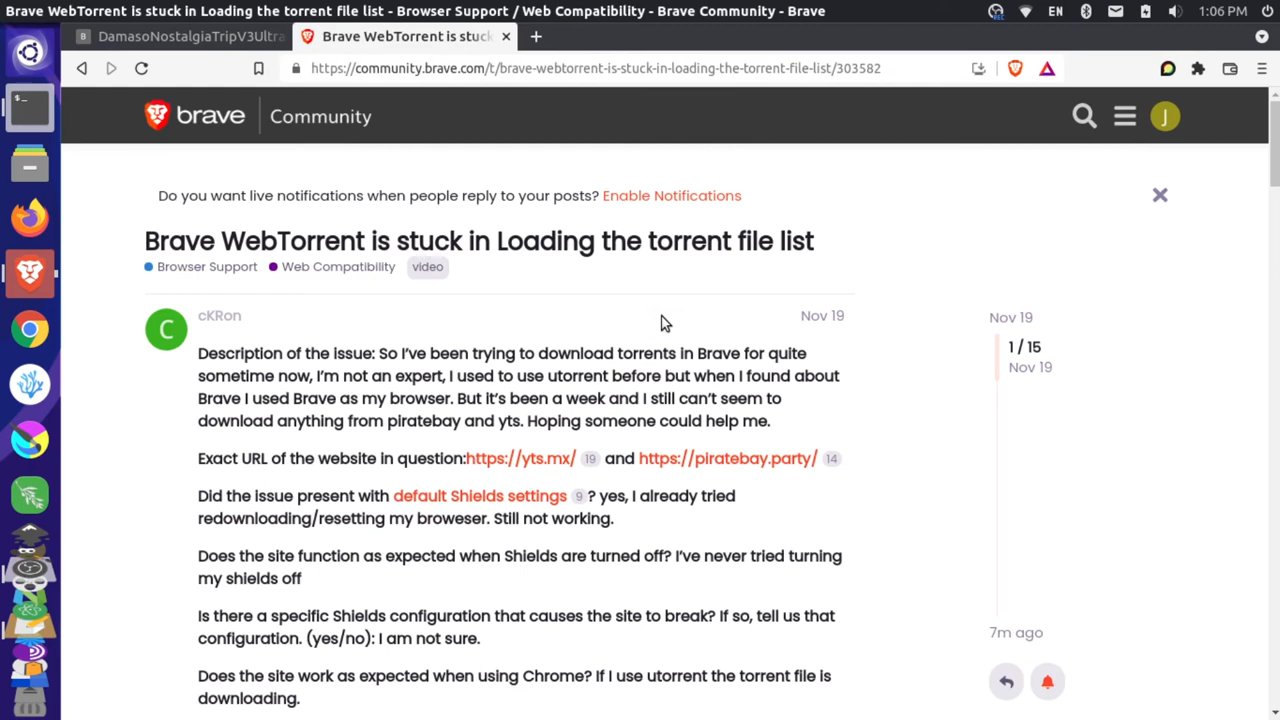 Brave WebTorrent is stuck in Loading the torrent file list - Browser Support / Web Compatibility - Brave Community - Brave
REC
EN
1:06 PM
B DamasoNostalgiaTripV3Ultra
Brave WebTorrent is stuck
https://community.brave.com/t/brave-webtorrent-is-stuck-in-loading-the-torrent-file-list/303582
brave Community
J
Do you want live notifications when people reply to your posts? Enable Notifications
Brave WebTorrent is stuck in Loading the torrent file list
Browser Support Web Compatibility video
C
cKRon
Nov 19
Description of the issue: So I've been trying to download torrents in Brave for quite
sometime now, I'm not an expert, I used to use utorrent before but when I found about
Brave I used Brave as my browser. But it's been a week and I still can't seem to
download anything from piratebay and yts. Hoping someone could help me.
Exact URL of the website in question:https://yts.mx/ 19 and https://piratebay.party/ 14
Did the issue present with default Shields settings 9 ? yes, I already tried
redownloading/resetting my broweser. Still not working.
Does the site function as expected when Shields are turned off? I've never tried turning
my shields off
Is there a specific Shields configuration that causes the site to break? If so, tell us that
configuration. (yes/no): I am not sure.
Does the site work as expected when using Chrome? If I use utorrent the torrent file is
downloading.
Nov 19
1 / 15
Nov 19
7m ago